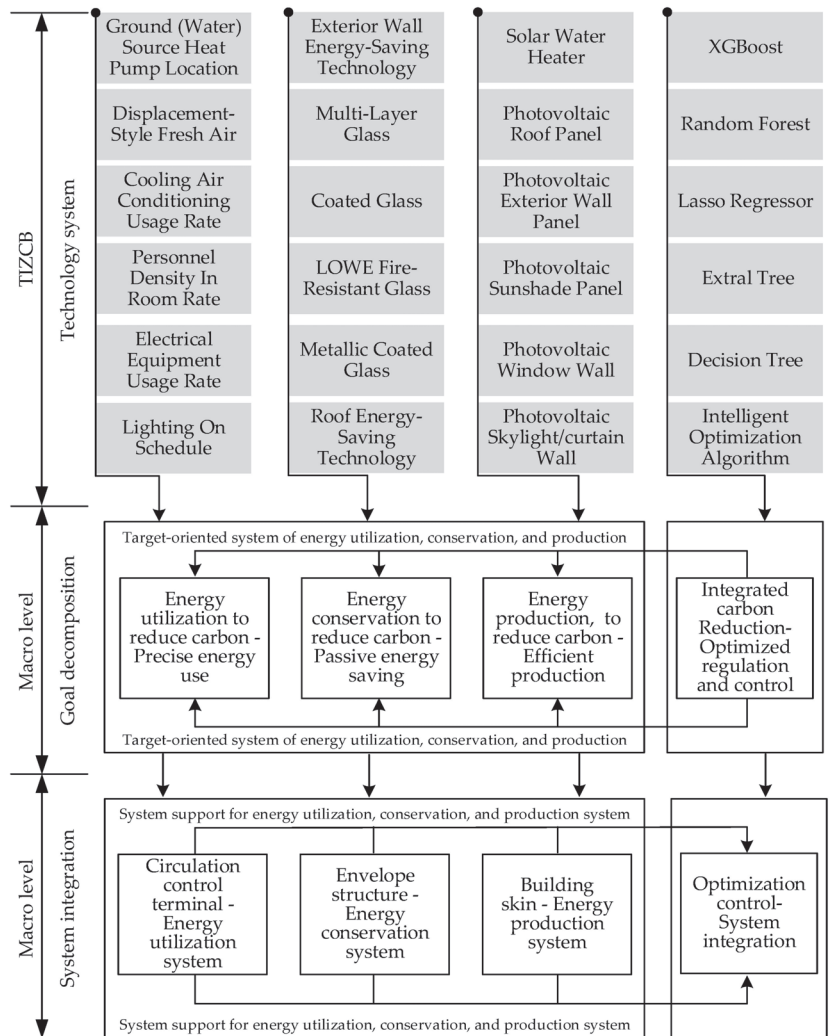 TIZCB
Technology system
Ground (Water)
Source Heat
Pump Location
Displacement-
Style Fresh Air
Cooling Air
Conditioning
Usage Rate
Personnel
Density In
Room Rate
Electrical
Equipment
Usage Rate
Lighting On
Schedule
Exterior Wall
Energy-Saving
Technology
Multi-Layer
Glass
Coated Glass
LOWE Fire-
Resistant Glass
Metallic Coated
Glass
Roof Energy-
Saving
Technology
Solar Water
Heater
Photovoltaic
Roof Panel
Photovoltaic
Exterior Wall
Panel
Photovoltaic
Sunshade Panel
Photovoltaic
Window Wall
Photovoltaic
Skylight/curtain
Wall
XGBoost
Random Forest
Lasso Regressor
Extral Tree
Decision Tree
Intelligent
Optimization
Algorithm
Macro level
Goal decomposition
Target-oriented system of energy utilization, conservation, and production
Energy
utilization to
reduce carbon -
Precise energy
use
Energy
conservation to
reduce carbon -
Passive energy
saving
Energy
production, to
reduce carbon -
Efficient
production
Integrated
carbon
Reduction-
Optimized
regulation
and control
Target-oriented system of energy utilization, conservation, and production
Macro level
System integration
System support for energy utilization, conservation, and production system
Circulation
control
terminal -
Energy
utilization
system
Envelope
structure -
Energy
conservation
system
Building
skin - Energy
production
system
Optimization
control-
System
integration
System support for energy utilization, conservation, and production system